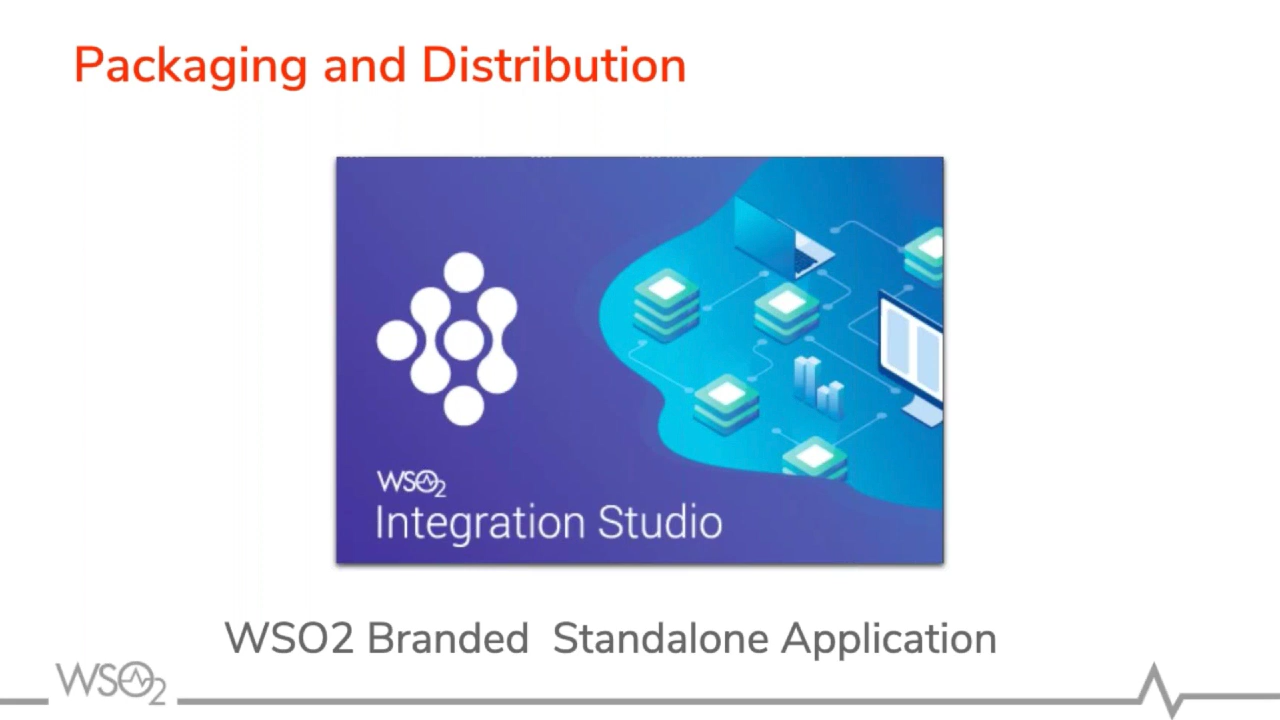 Packaging and Distribution
WSO2
Integration Studio
WSO2 Branded Standalone Application
WSO2